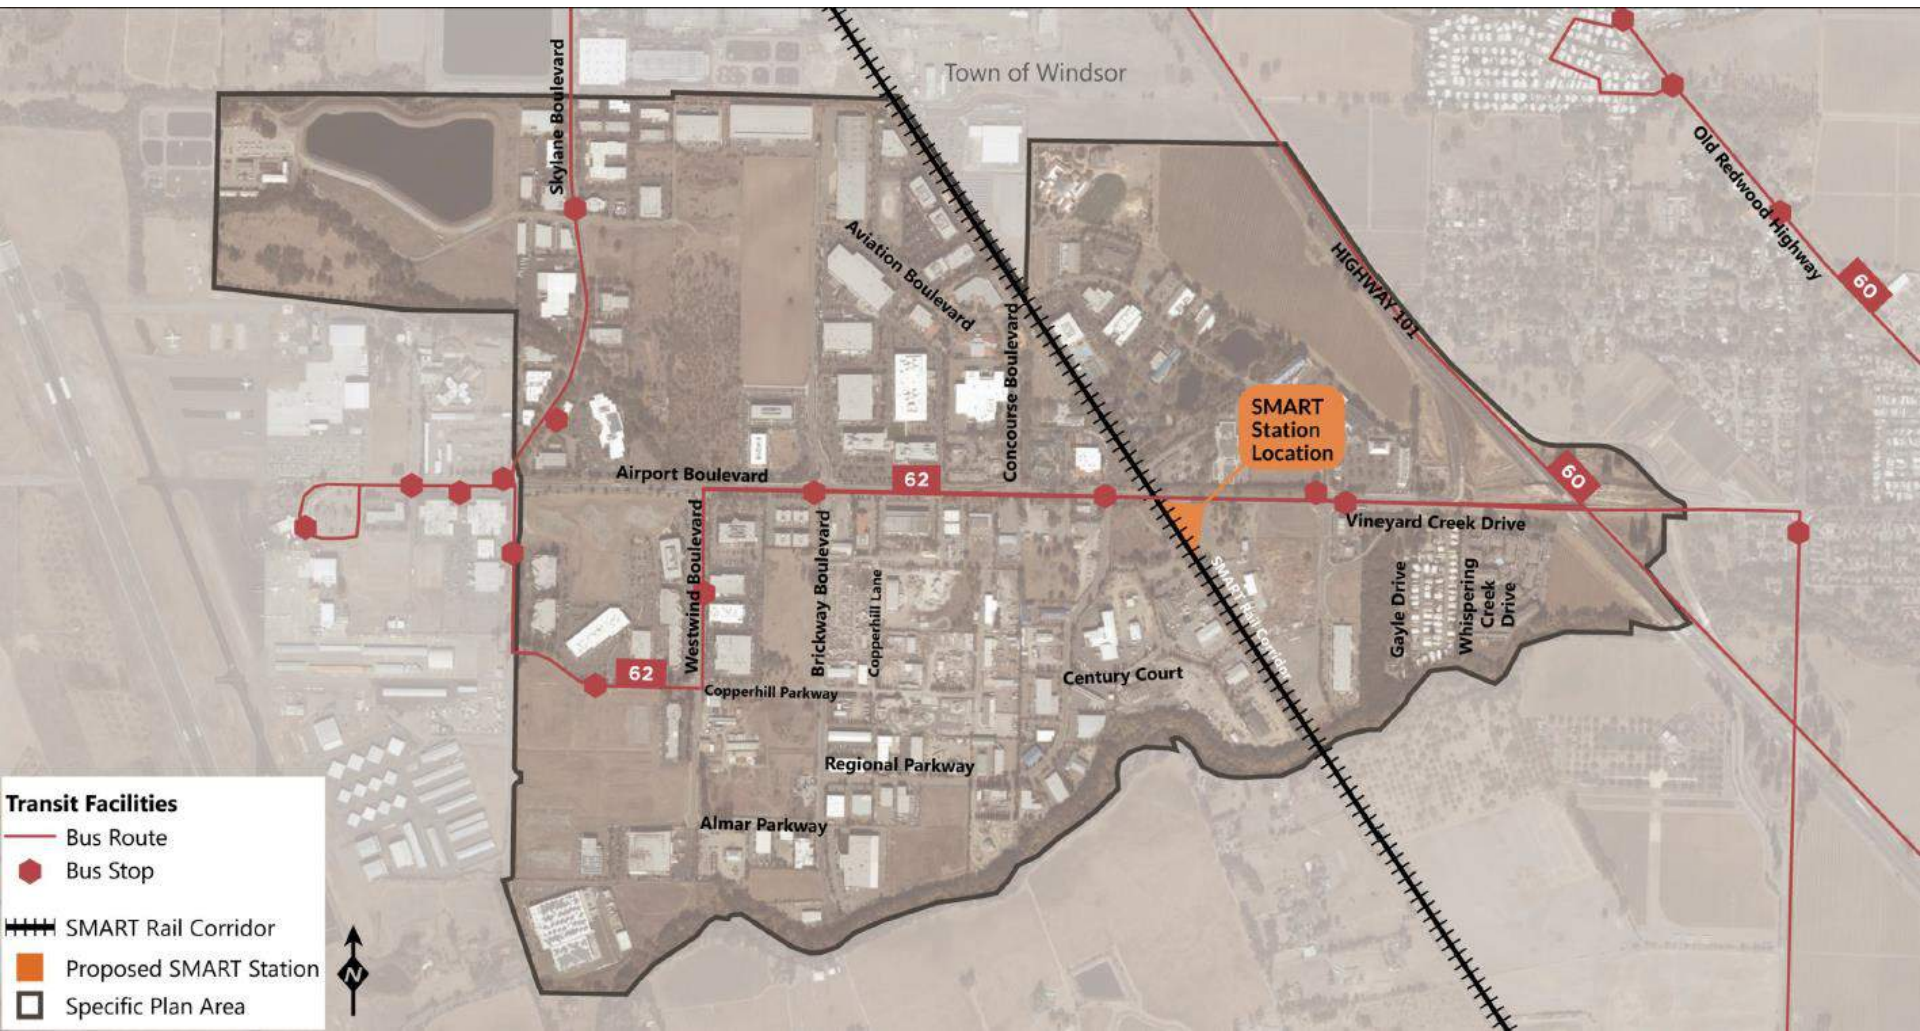 Town of Windsor
Skylane Boulevard
Old Redwood Highway
60
Aviation Boulevard
HIGHWAY 101
Concourse Boulevard
SMART
Station
Location
Airport Boulevard
62
60
Vineyard Creek Drive
Westwind Boulevard
Brickway Boulevard
Copperhill Lane
SMART Rail Corridor
Gayle Drive
Whispering
Creek
Drive
62
Copperhill Parkway
Century Court
Regional Parkway
Almar Parkway
Transit Facilities
Bus Route
Bus Stop
SMART Rail Corridor
Proposed SMART Station
Specific Plan Area
N